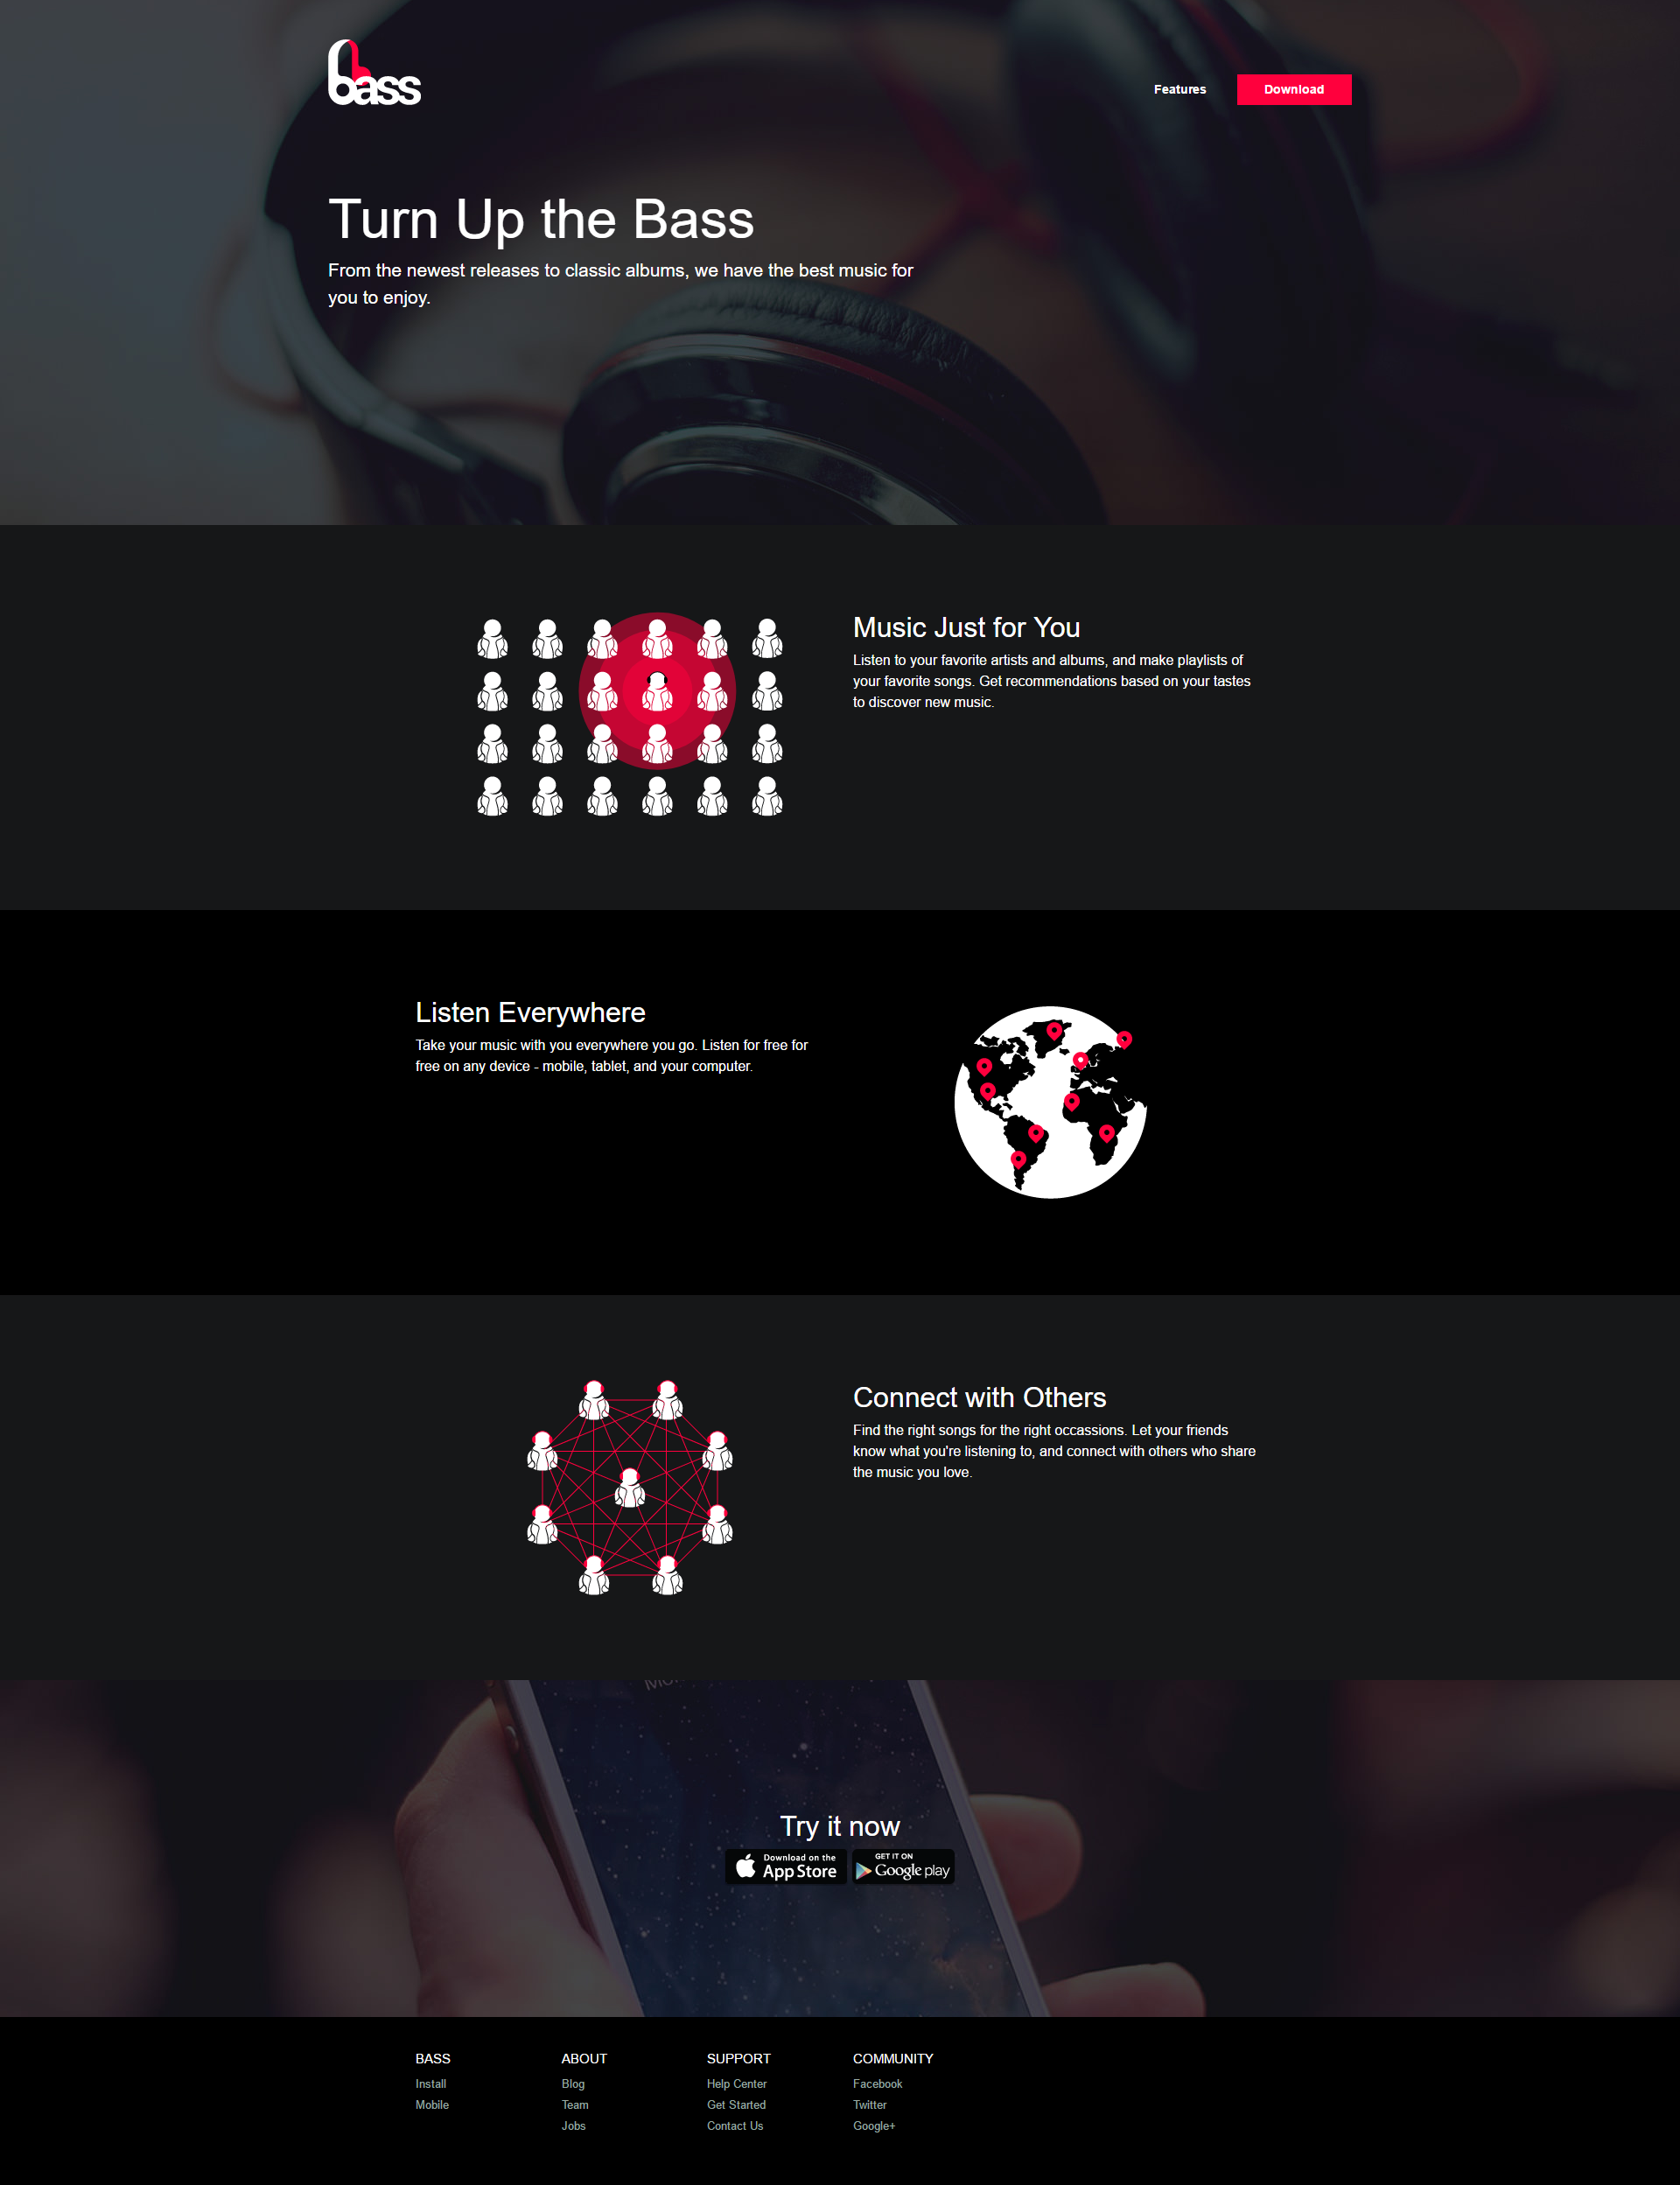 bass
Features
Download
Turn Up the Bass
From the newest releases to classic albums, we have the best music for
you to enjoy.
Music Just for You
Listen to your favorite artists and albums, and make playlists of
your favorite songs. Get recommendations based on your tastes
to discover new music.
Listen Everywhere
Take your music with you everywhere you go. Listen for free for
free on any device - mobile, tablet, and your computer.
Connect with Others
Find the right songs for the right occassions. Let your friends
know what you're listening to, and connect with others who share
the music you love.
Try it now
Download on the
App Store
GET IT ON
Google play
BASS
Install
Mobile
ABOUT
Blog
Team
Jobs
SUPPORT
Help Center
Get Started
Contact Us
COMMUNITY
Facebook
Twitter
Google+